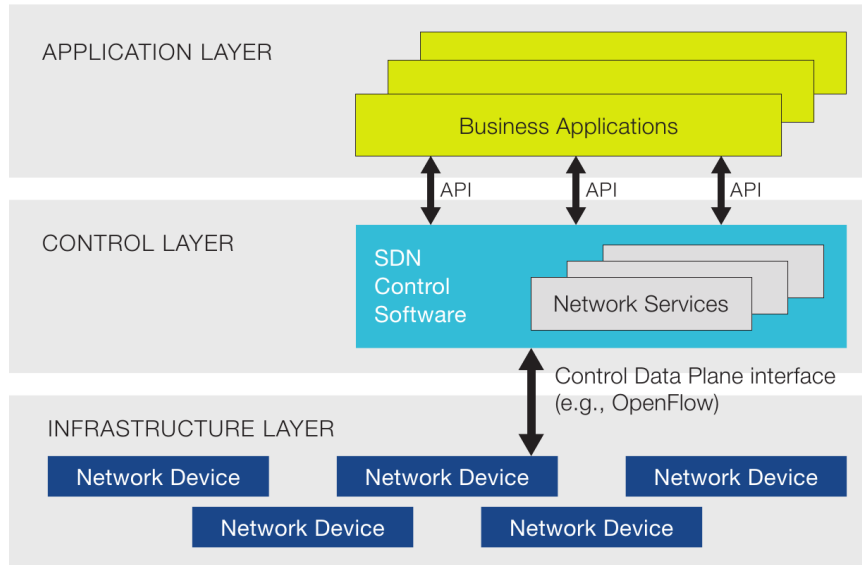 APPLICATION LAYER
Business Applications
API
API
API
CONTROL LAYER
SDN
Control
Software
Network Services
Control Data Plane interface
(e.g., OpenFlow)
INFRASTRUCTURE LAYER
Network Device
Network Device
Network Device
Network Device
Network Device